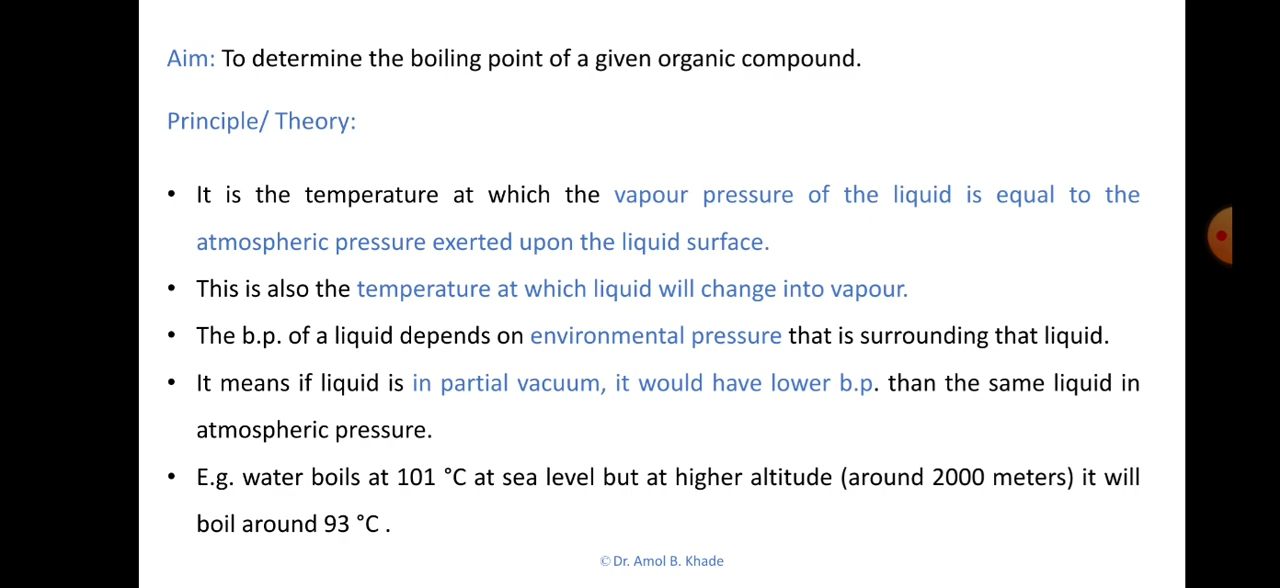 Aim: To determine the boiling point of a given organic compound.
Principle/ Theory:
• It is the temperature at which the vapour pressure of the liquid is equal to the
atmospheric pressure exerted upon the liquid surface.
• This is also the temperature at which liquid will change into vapour.
• The b.p. of a liquid depends on environmental pressure that is surrounding that liquid.
• It means if liquid is in partial vacuum, it would have lower b.p. than the same liquid in
atmospheric pressure.
• E.g. water boils at 101 °C at sea level but at higher altitude (around 2000 meters) it will
boil around 93 °C .
© Dr. Amol B. Khade